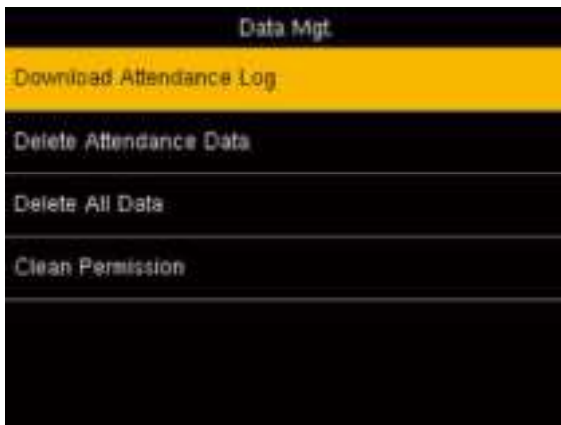 Data Mgt.
Download Attendance Log
Delete Attendance Data
Delete All Data
Clean Permission